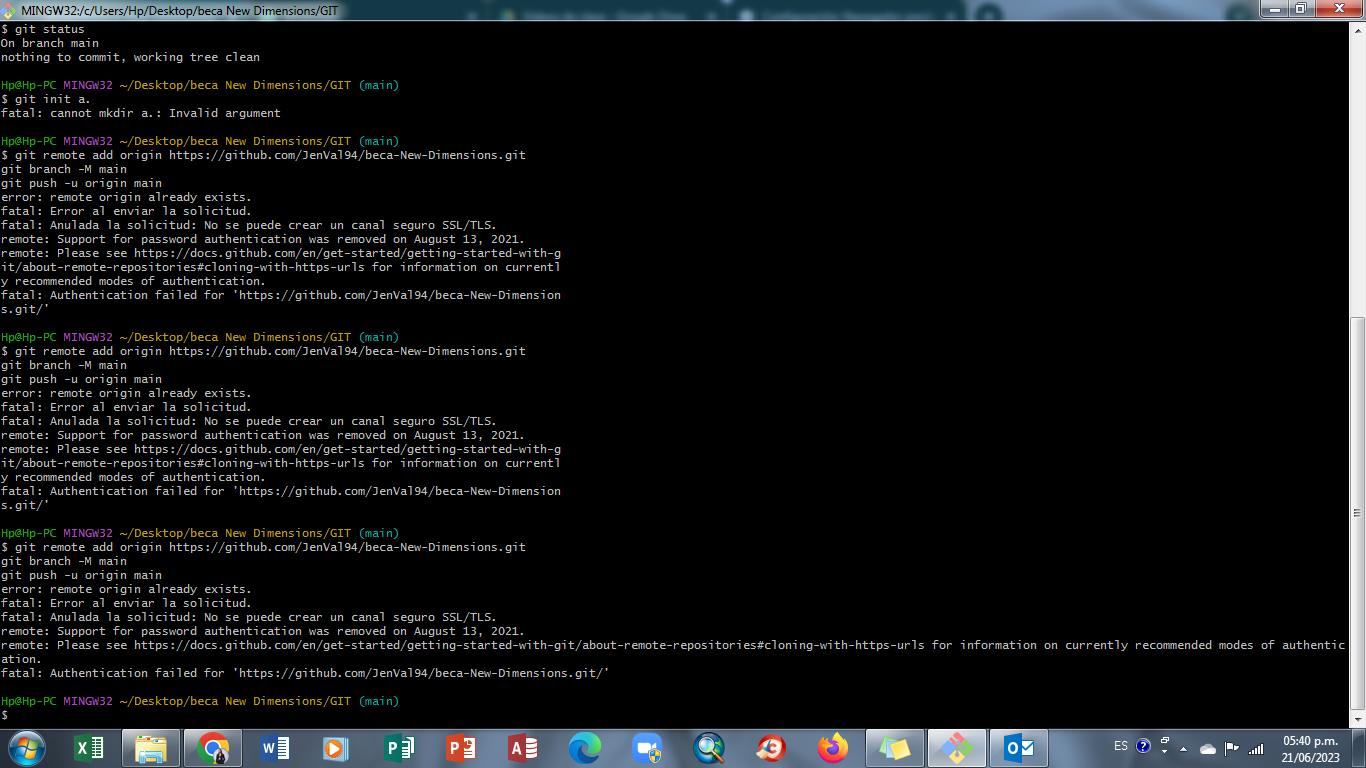 MINGW32:/c/Users/Hp/Desktop/beca New Dimensions/GIT
$ git status
On branch main
nothing to commit, working tree clean
Hp@Hp-PC MINGW32 ~/Desktop/beca New Dimensions/GIT (main)
$ git init a.
fatal: cannot mkdir a.: Invalid argument
Hp@Hp-PC MINGW32 ~/Desktop/beca New Dimensions/GIT (main)
$ git remote add origin https://github.com/JenVal94/beca-New-Dimensions.git
git branch -M main
git push -u origin main
error: remote origin already exists.
fatal: Error al enviar la solicitud.
fatal: Anulada la solicitud: No se puede crear un canal seguro SSL/TLS.
remote: Support for password authentication was removed on August 13, 2021.
remote: Please see https://docs.github.com/en/get-started/getting-started-with-g
it/about-remote-repositories#cloning-with-https-urls for information on currentl
y recommended modes of authentication.
fatal: Authentication failed for 'https://github.com/JenVal94/beca-New-Dimension
s.git/'
Hp@Hp-PC MINGW32 ~/Desktop/beca New Dimensions/GIT (main)
$ git remote add origin https://github.com/JenVal94/beca-New-Dimensions.git
git branch -M main
git push -u origin main
error: remote origin already exists.
fatal: Error al enviar la solicitud.
fatal: Anulada la solicitud: No se puede crear un canal seguro SSL/TLS.
remote: Support for password authentication was removed on August 13, 2021.
remote: Please see https://docs.github.com/en/get-started/getting-started-with-g
it/about-remote-repositories#cloning-with-https-urls for information on currentl
y recommended modes of authentication.
fatal: Authentication failed for 'https://github.com/JenVal94/beca-New-Dimension
s.git/'
Hp@Hp-PC MINGW32 ~/Desktop/beca New Dimensions/GIT (main)
$ git remote add origin https://github.com/JenVal94/beca-New-Dimensions.git
git branch -M main
git push -u origin main
error: remote origin already exists.
fatal: Error al enviar la solicitud.
fatal: Anulada la solicitud: No se puede crear un canal seguro SSL/TLS.
remote: Support for password authentication was removed on August 13, 2021.
remote: Please see https://docs.github.com/en/get-started/getting-started-with-git/about-remote-repositories#cloning-with-https-urls for information on currently recommended modes of authentic
ation.
fatal: Authentication failed for 'https://github.com/JenVal94/beca-New-Dimensions.git/'
Hp@Hp-PC MINGW32 ~/Desktop/beca New Dimensions/GIT (main)
$
ES
05:40 p.m.
21/06/2023